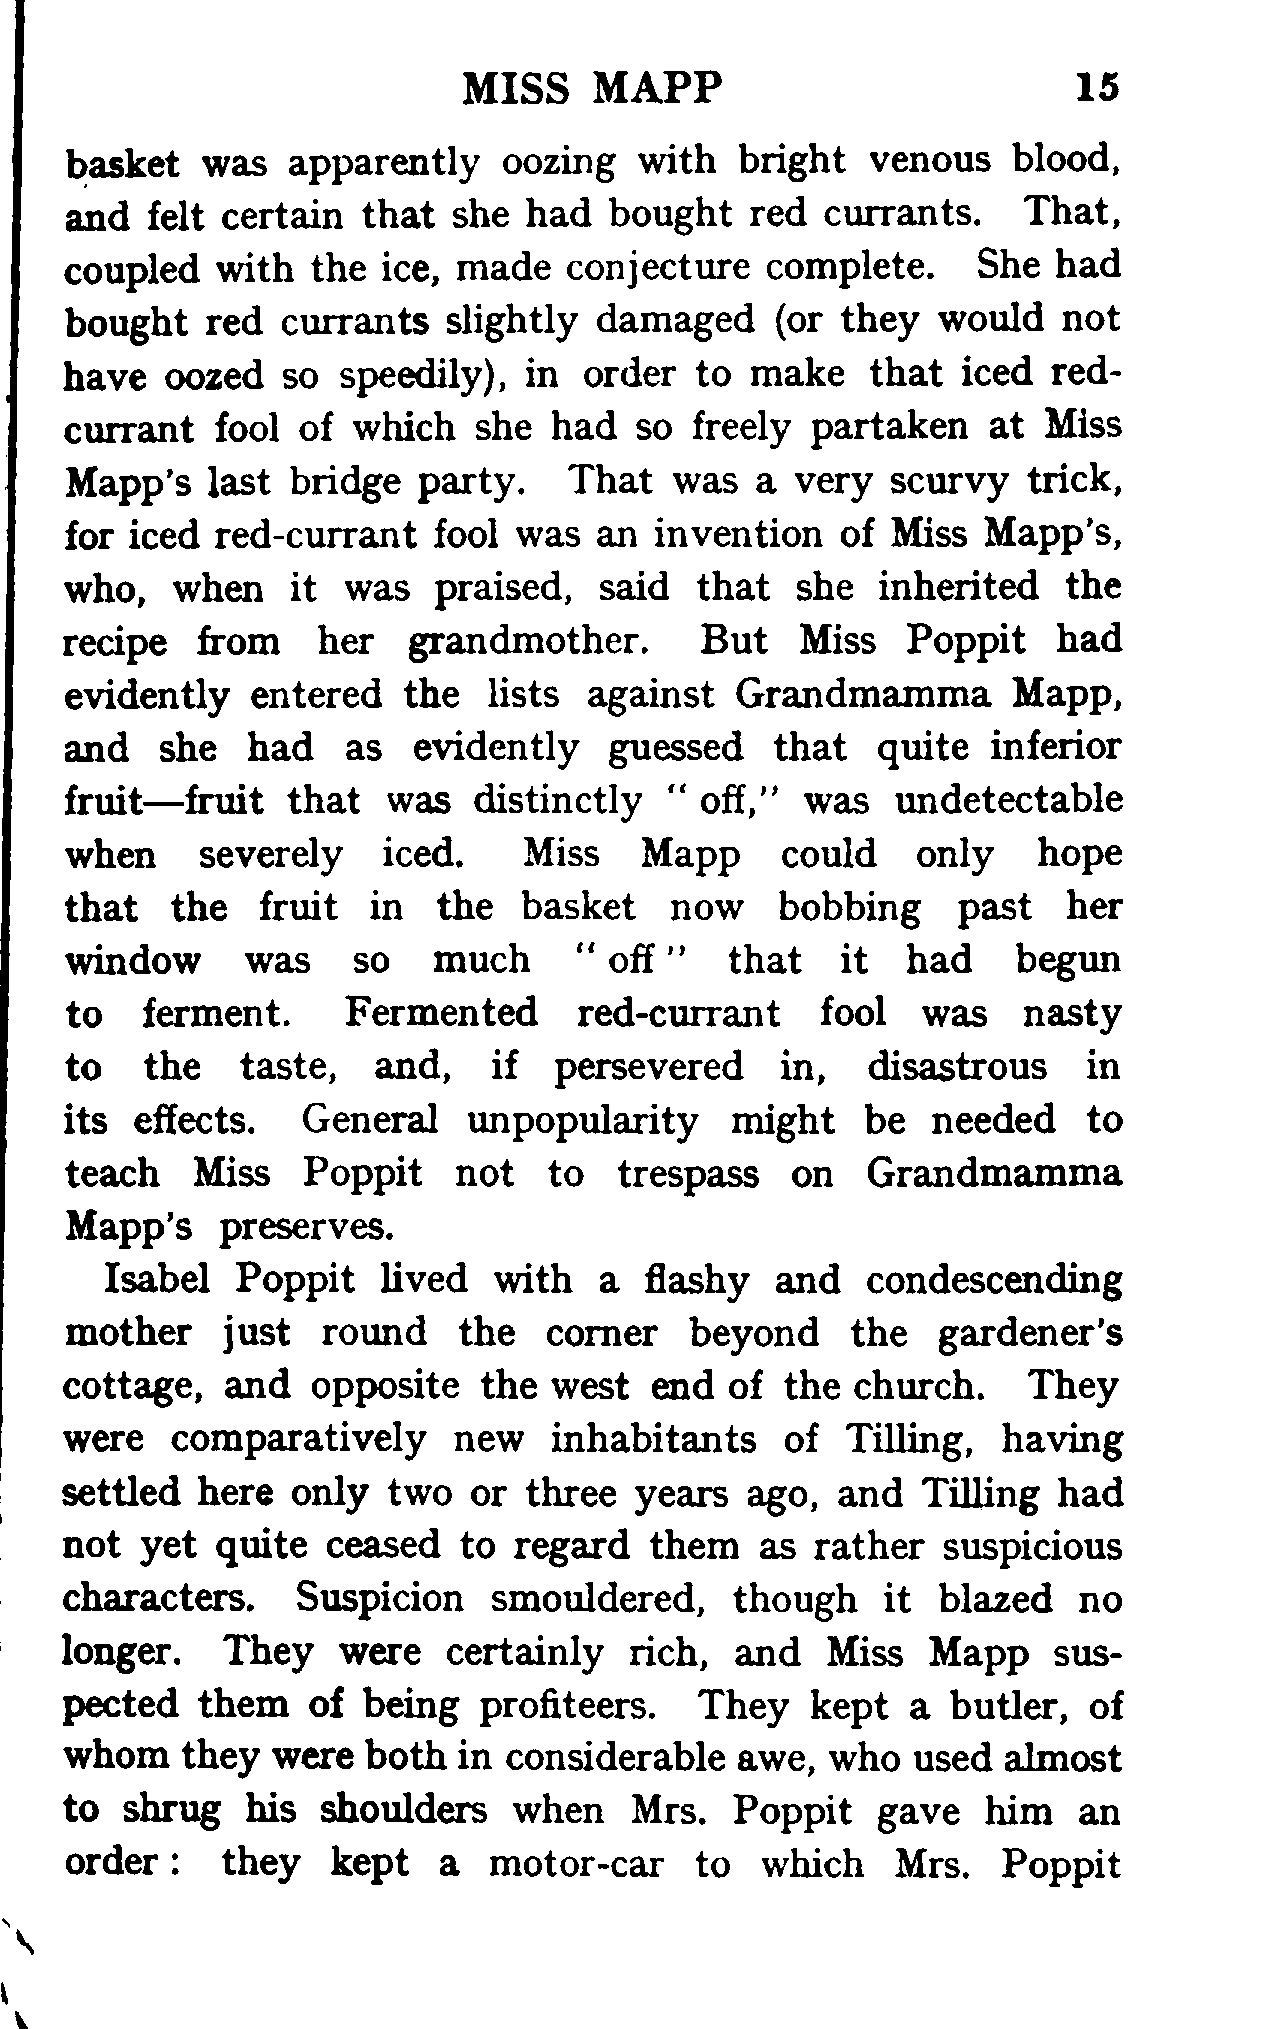 MISS MAPP 15
basket was apparently oozing with bright venous blood,
and felt certain that she had bought red currants. That,
coupled with the ice, made conjecture complete. She had
bought red currants slightly damaged (or they would not
have oozed so speedily), in order to make that iced red-
currant fool of which she had so freely partaken at Miss
Mapp's last bridge party. That was a very scurvy trick,
for iced red-currant fool was an invention of Miss Mapp's,
who, when it was praised, said that she inherited the
recipe from her grandmother. But Miss Poppit had
evidently entered the lists against Grandmamma Mapp,
and she had as evidently guessed that quite inferior
fruit—fruit that was distinctly " off," was undetectable
when severely iced. Miss Mapp could only hope
that the fruit in the basket now bobbing past her
window was so much " off " that it had begun
to ferment. Fermented red-currant fool was nasty
to the taste, and, if persevered in, disastrous in
its effects. General unpopularity might be needed to
teach Miss Poppit not to trespass on Grandmamma
Mapp's preserves.
Isabel Poppit lived with a flashy and condescending
mother just round the corner beyond the gardener's
cottage, and opposite the west end of the church. They
were comparatively new inhabitants of Tilling, having
settled here only two or three years ago, and Tilling had
not yet quite ceased to regard them as rather suspicious
characters. Suspicion smouldered, though it blazed no
longer. They were certainly rich, and Miss Mapp sus-
pected them of being profiteers. They kept a butler, of
whom they were both in considerable awe, who used almost
to shrug his shoulders when Mrs. Poppit gave him an
order : they kept a motor-car to which Mrs. Poppit